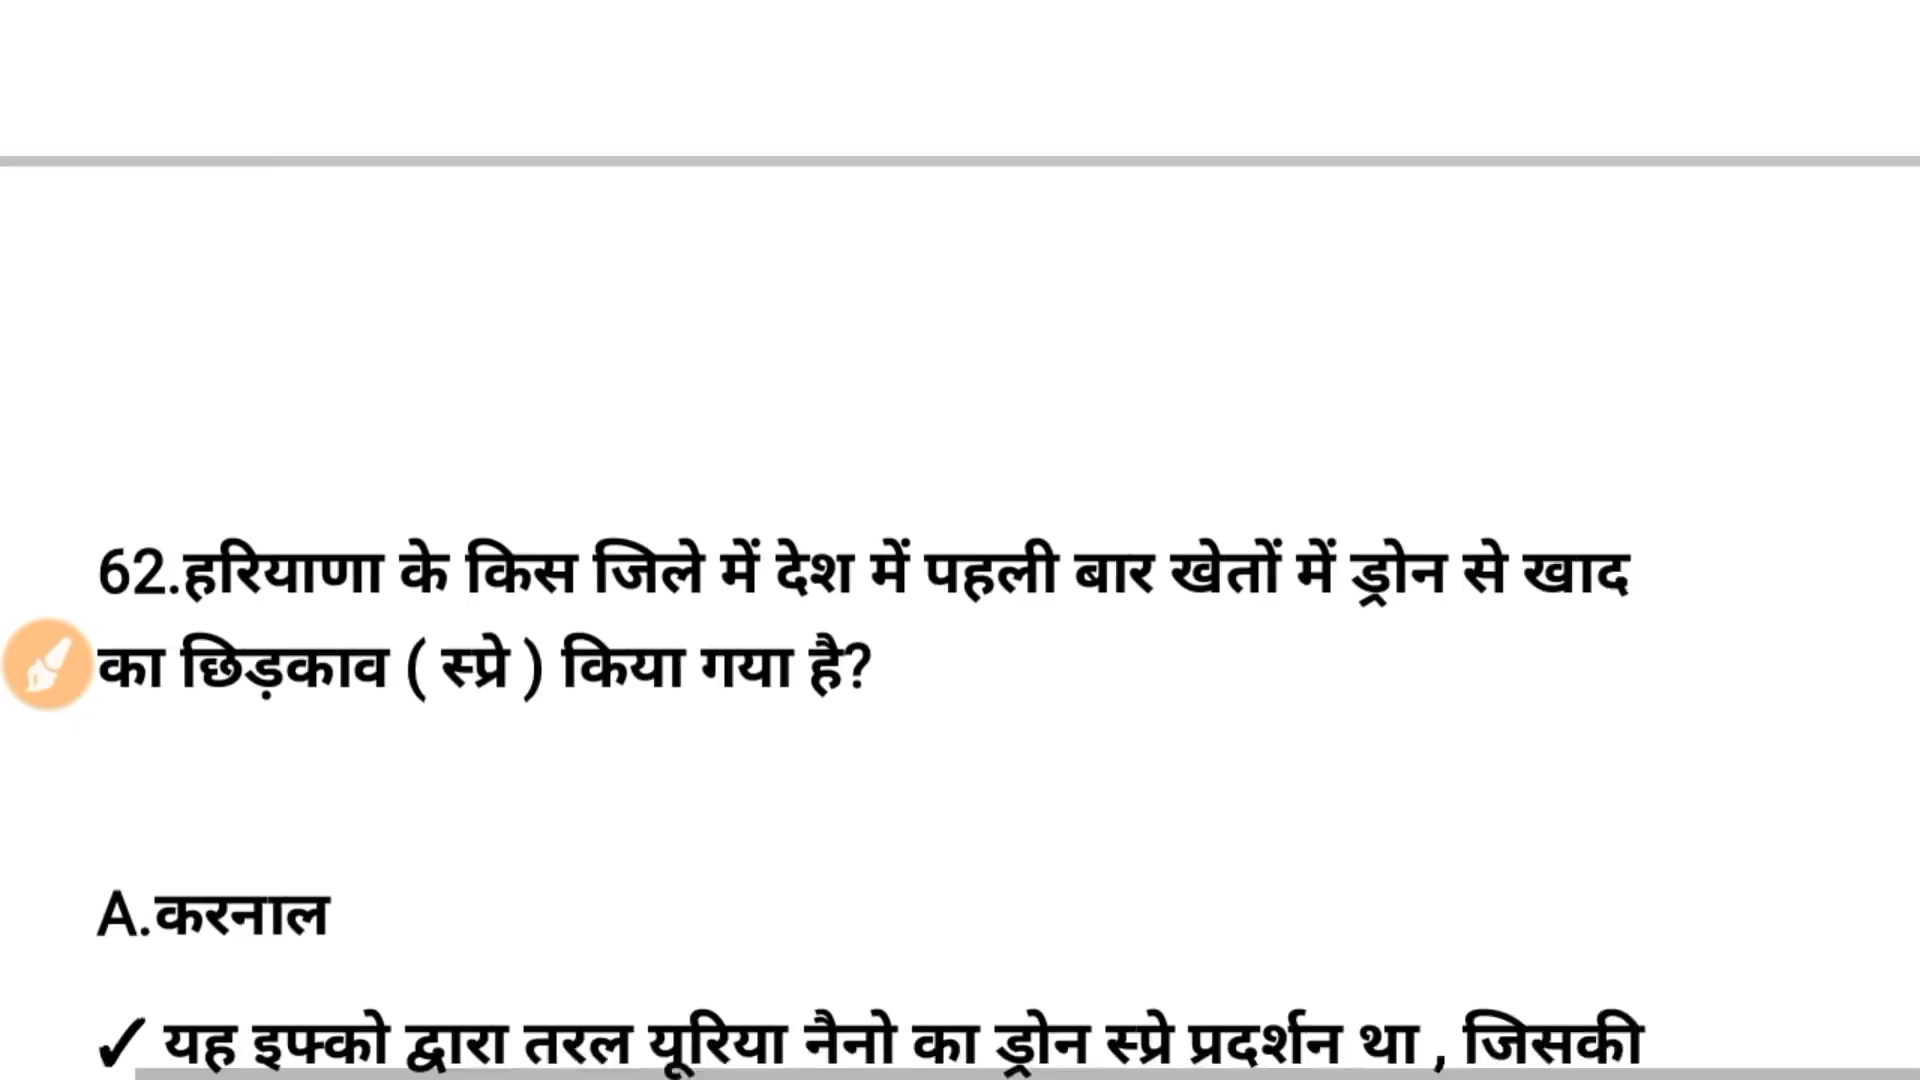 62.हरियाणा के किस जिले में देश में पहली बार खेतों में ड्रोन से खाद
का छिड़काव ( स्प्रे ) किया गया है?
A.करनाल
✓ यह इफ्को द्वारा तरल यूरिया नैनो का ड्रोन स्प्रे प्रदर्शन था , जिसकी